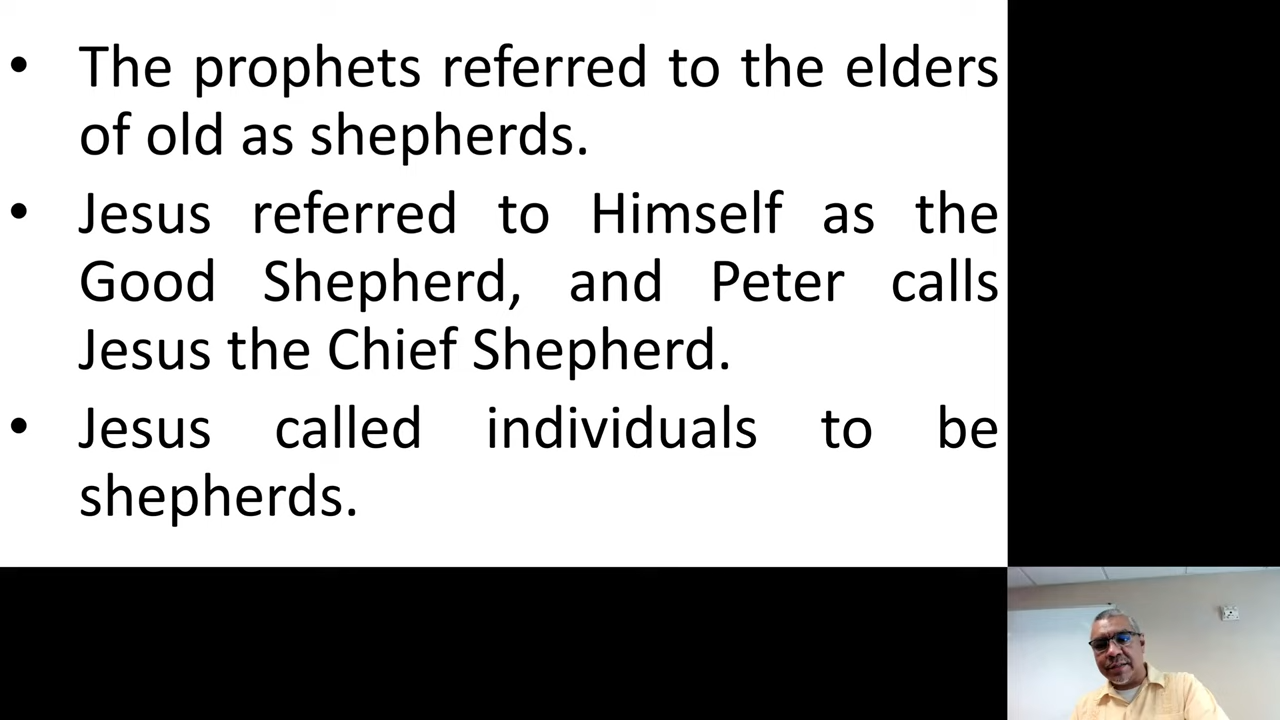 • The prophets referred to the elders
of old as shepherds.
• Jesus referred to Himself as the
Good Shepherd, and Peter calls
Jesus the Chief Shepherd.
• Jesus called individuals to be
shepherds.